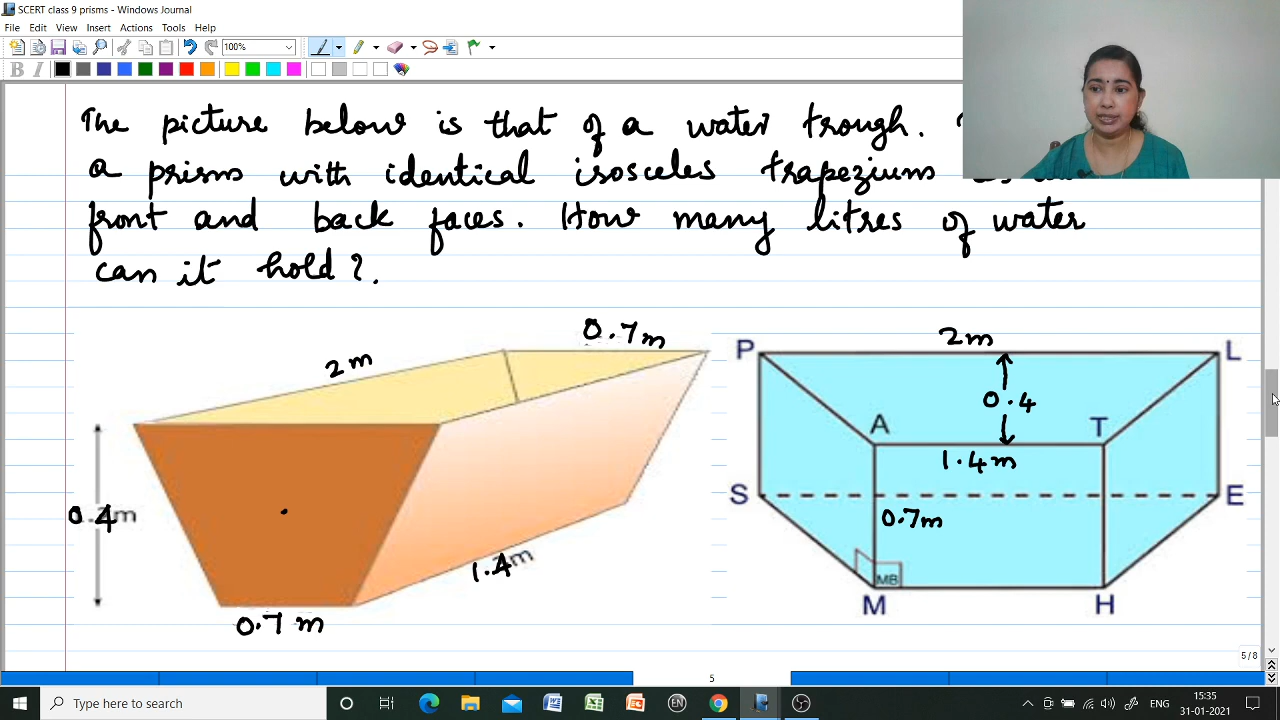 SCERT class 9 prisms - Windows Journal
File Edit View Insert Actions Tools Help
100%
B I
The picture below is that of a water trough.
a prism with identical isosceles trapeziums
front and back faces. How many litres of water
can it hold?.
0.7m
2m
0.4m
1.4m
0.7m
P 2m L
0.4
A T
1.4m
S E
0.7m
MB
M H
5/8
5
Type here to search
ENG
15:35
31-01-2021